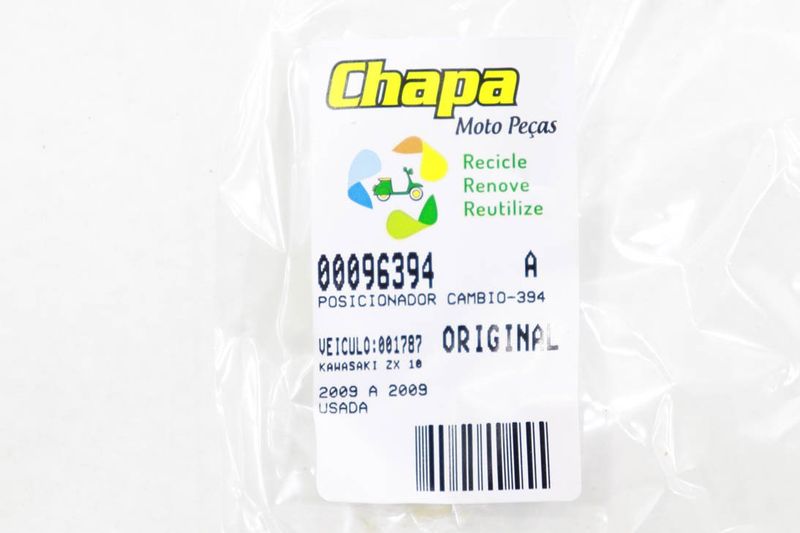 Chapa
Moto Peças
Recicle
Renove
Reutilize
00096394 A
POSICIONADOR CAMBIO-394
VEICULO:001787 ORIGINAL
KAWASAKI ZX 10
2009 A 2009
USADA